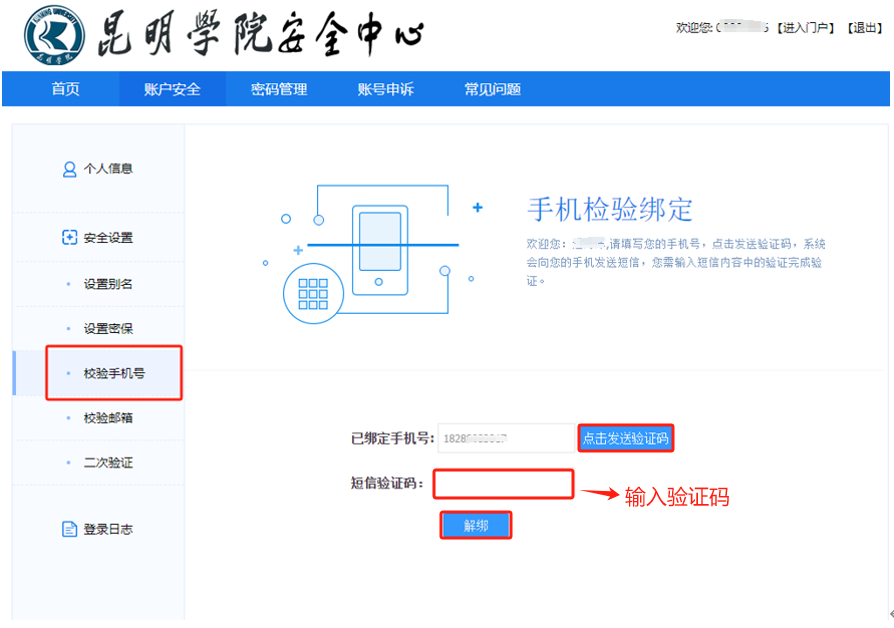 昆明学院安全中心
欢迎您: 【进入门户】 【退出】
首页 账户安全 密码管理 账号申诉 常见问题
个人信息
安全设置
设置别名
设置密保
校验手机号
校验邮箱
二次验证
登录日志
手机检验绑定
欢迎您: ,请填写您的手机号，点击发送验证码，系统
会向您的手机发送短信，您需输入短信内容中的验证完成验
证。
已绑定手机号: 点击发送验证码
短信验证码: 输入验证码
解绑